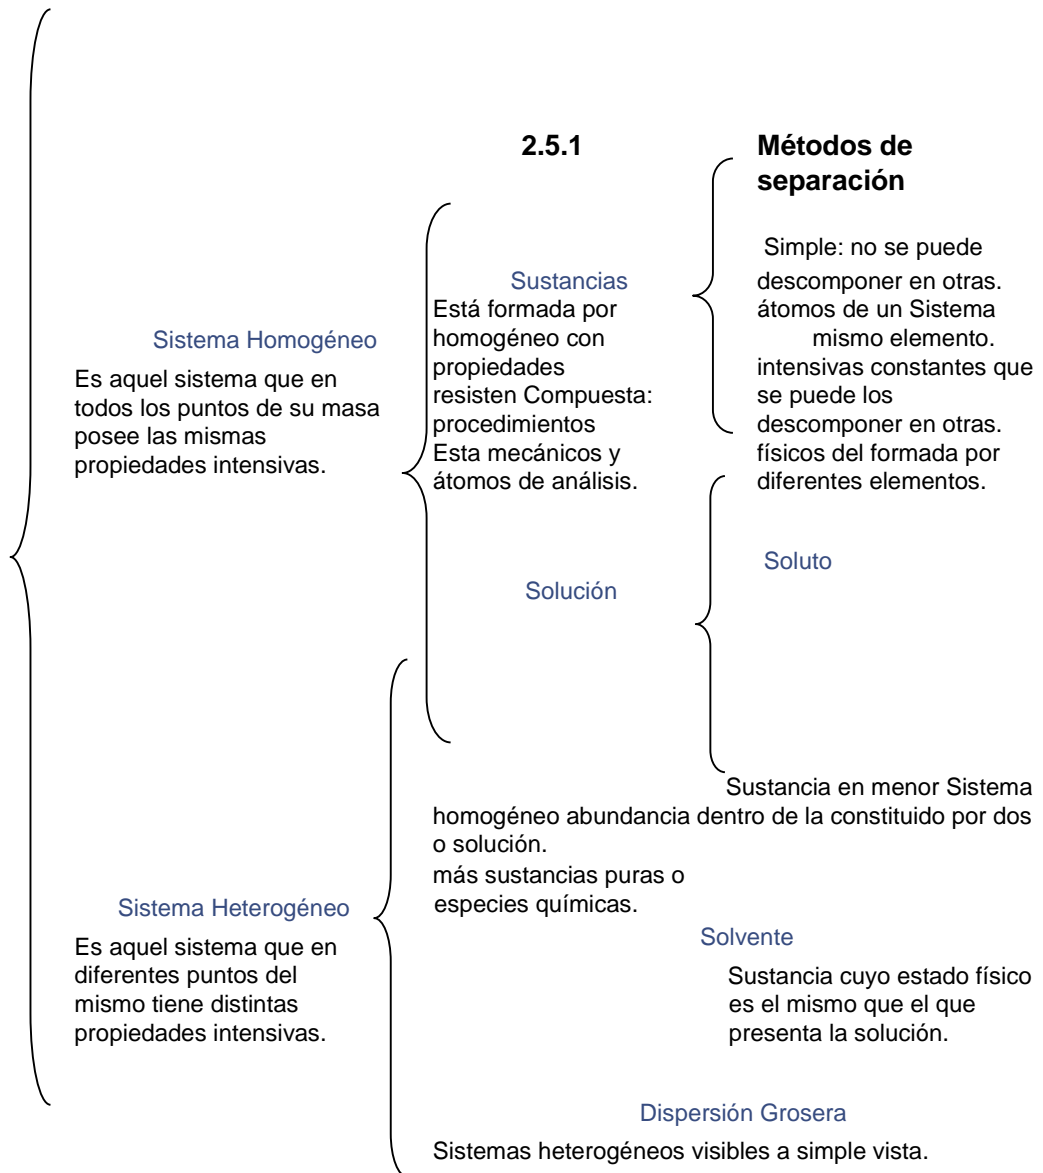 2.5.1 Métodos de
separación
Simple: no se puede
Sustancias descomponer en otras.
Está formada por átomos de un Sistema
homogéneo con mismo elemento.
propiedades intensivas constantes que
resisten Compuesta: se puede los
procedimientos descomponer en otras.
Esta mecánicos y físicos del formada por
átomos de análisis. diferentes elementos.
Sistema Homogéneo
Es aquel sistema que en
todos los puntos de su masa
posee las mismas
propiedades intensivas.
Soluto
Solución
Sustancia en menor Sistema
homogéneo abundancia dentro de la constituido por dos
o solución.
más sustancias puras o
especies químicas.
Sistema Heterogéneo
Es aquel sistema que en
diferentes puntos del
mismo tiene distintas
propiedades intensivas.
Solvente
Sustancia cuyo estado físico
es el mismo que el que
presenta la solución.
Dispersión Grosera
Sistemas heterogéneos visibles a simple vista.